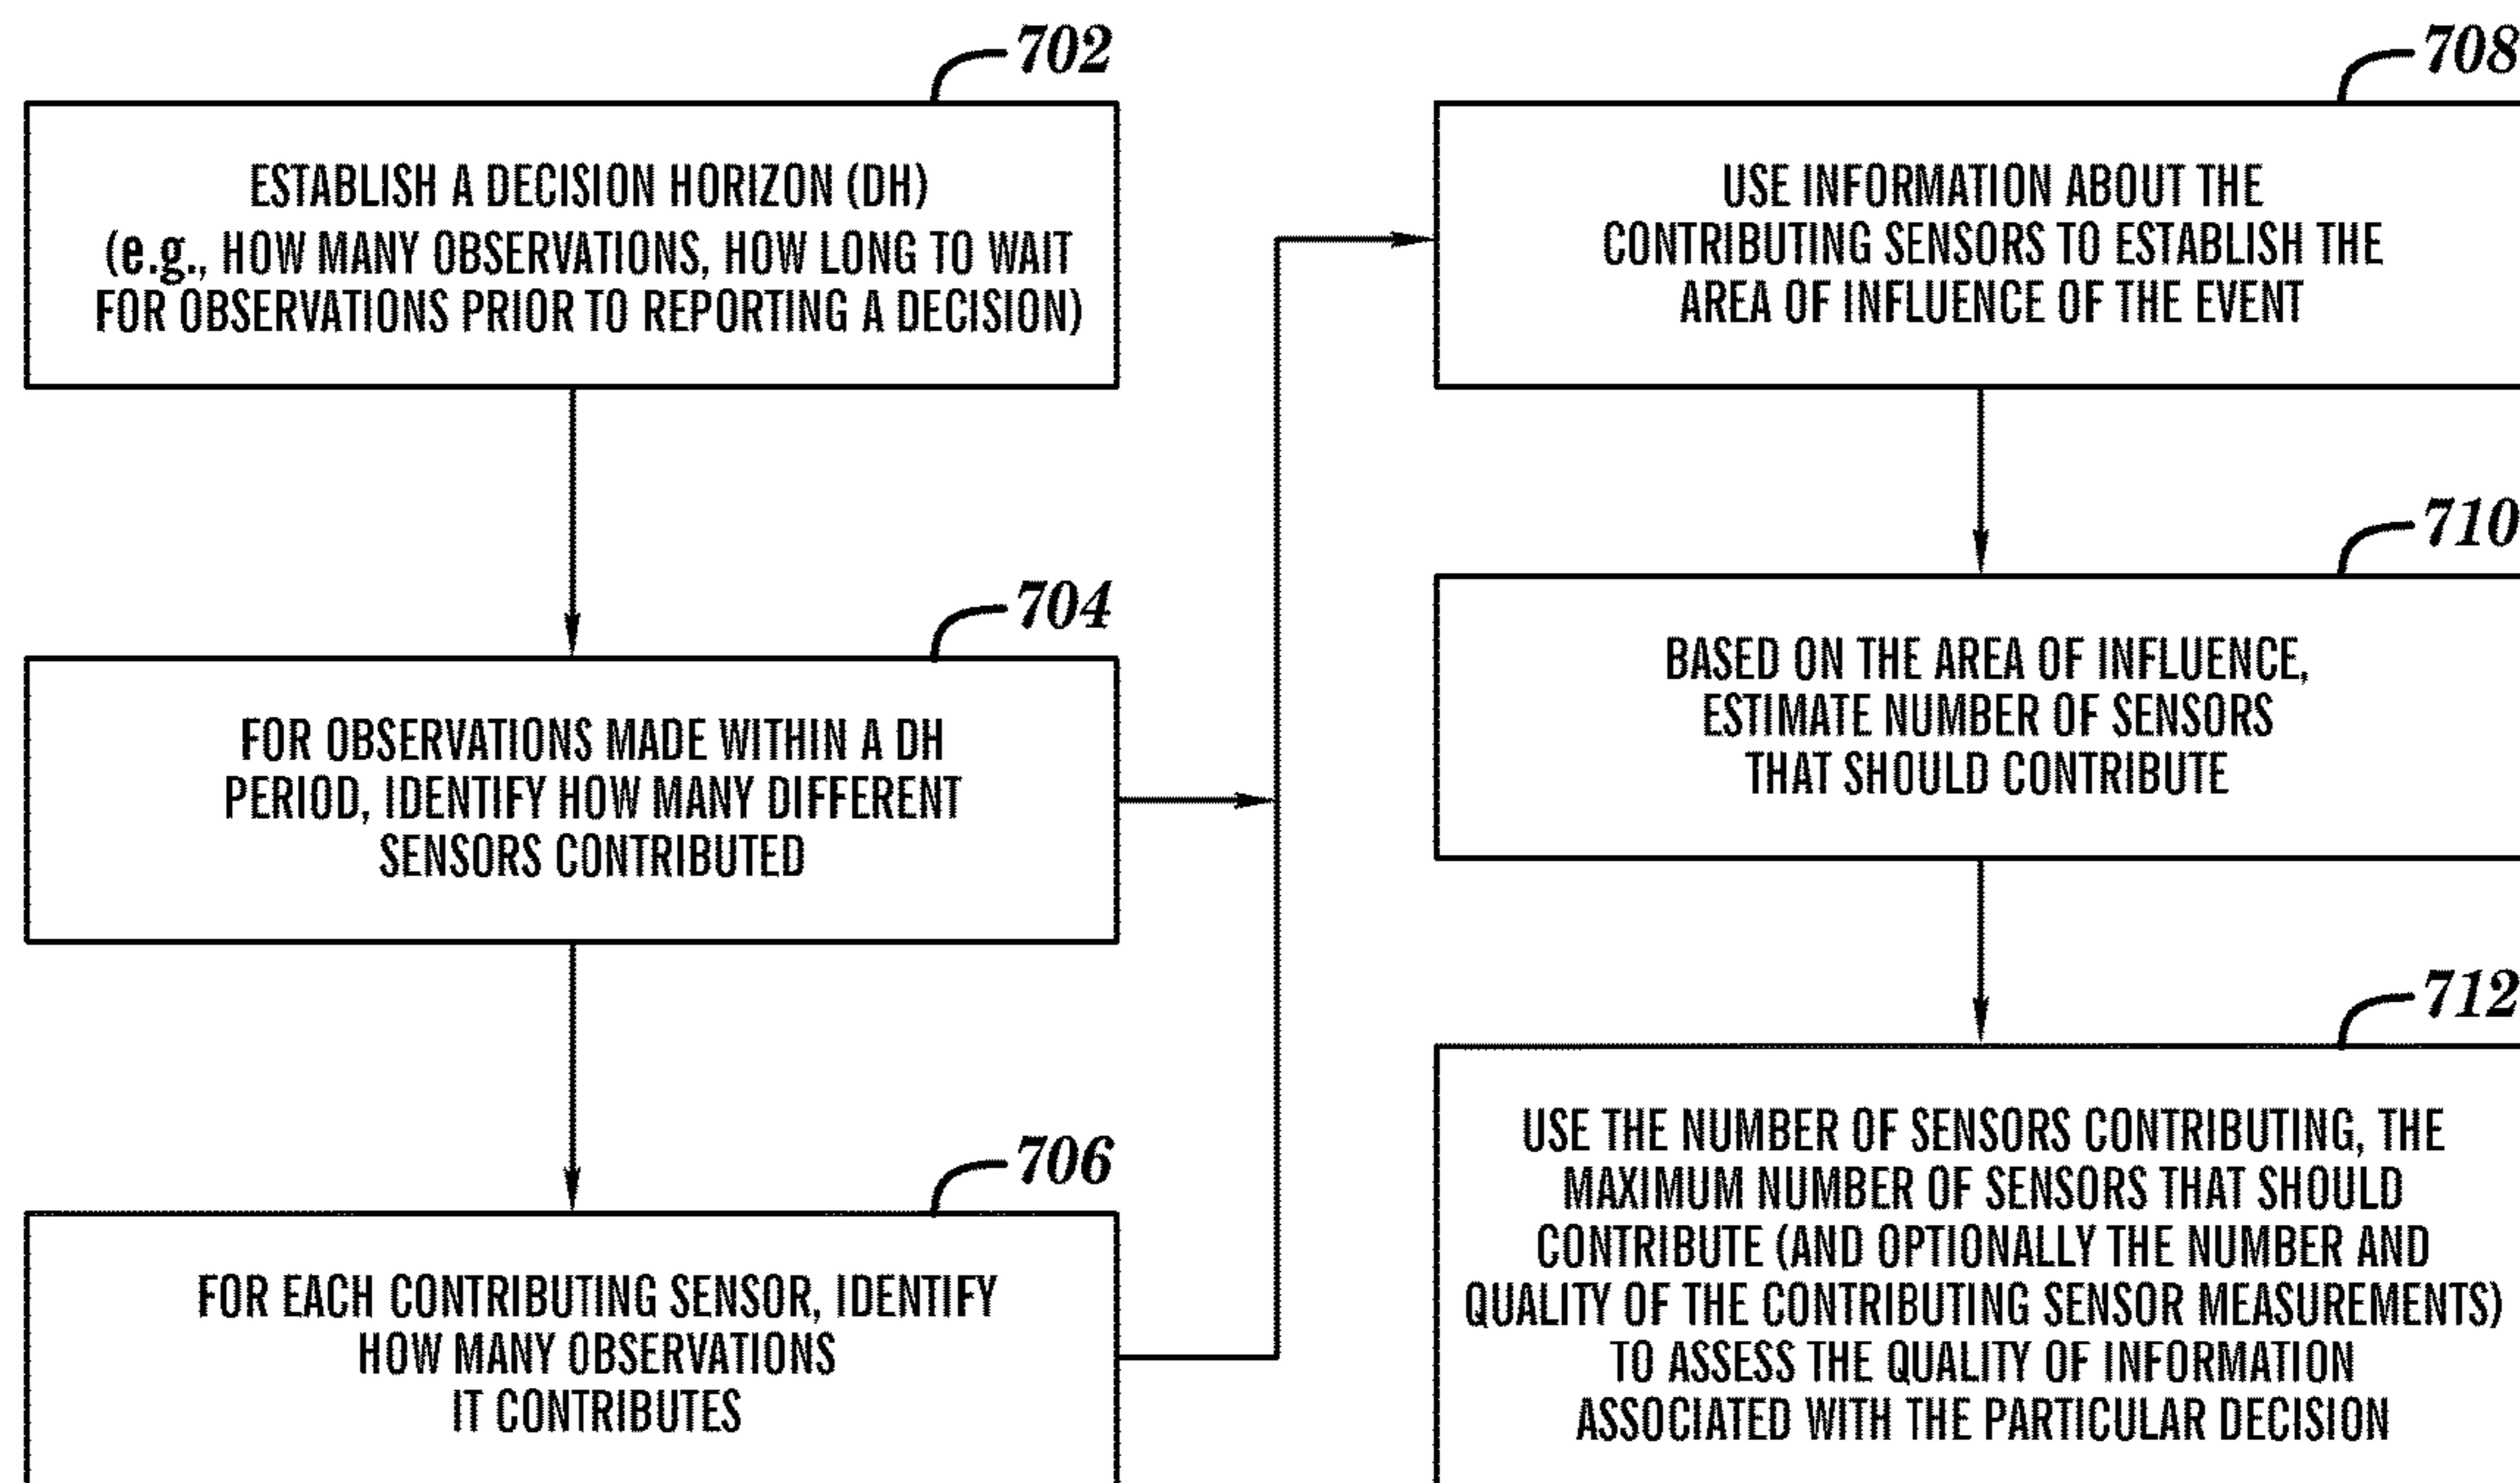 702
ESTABLISH A DECISION HORIZON (DH)
(e.g., HOW MANY OBSERVATIONS, HOW LONG TO WAIT
FOR OBSERVATIONS PRIOR TO REPORTING A DECISION)
704
FOR OBSERVATIONS MADE WITHIN A DH
PERIOD, IDENTIFY HOW MANY DIFFERENT
SENSORS CONTRIBUTED
706
FOR EACH CONTRIBUTING SENSOR, IDENTIFY
HOW MANY OBSERVATIONS
IT CONTRIBUTES
708
USE INFORMATION ABOUT THE
CONTRIBUTING SENSORS TO ESTABLISH THE
AREA OF INFLUENCE OF THE EVENT
710
BASED ON THE AREA OF INFLUENCE,
ESTIMATE NUMBER OF SENSORS
THAT SHOULD CONTRIBUTE
712
USE THE NUMBER OF SENSORS CONTRIBUTING, THE
MAXIMUM NUMBER OF SENSORS THAT SHOULD
CONTRIBUTE (AND OPTIONALLY THE NUMBER AND
QUALITY OF THE CONTRIBUTING SENSOR MEASUREMENTS)
TO ASSESS THE QUALITY OF INFORMATION
ASSOCIATED WITH THE PARTICULAR DECISION